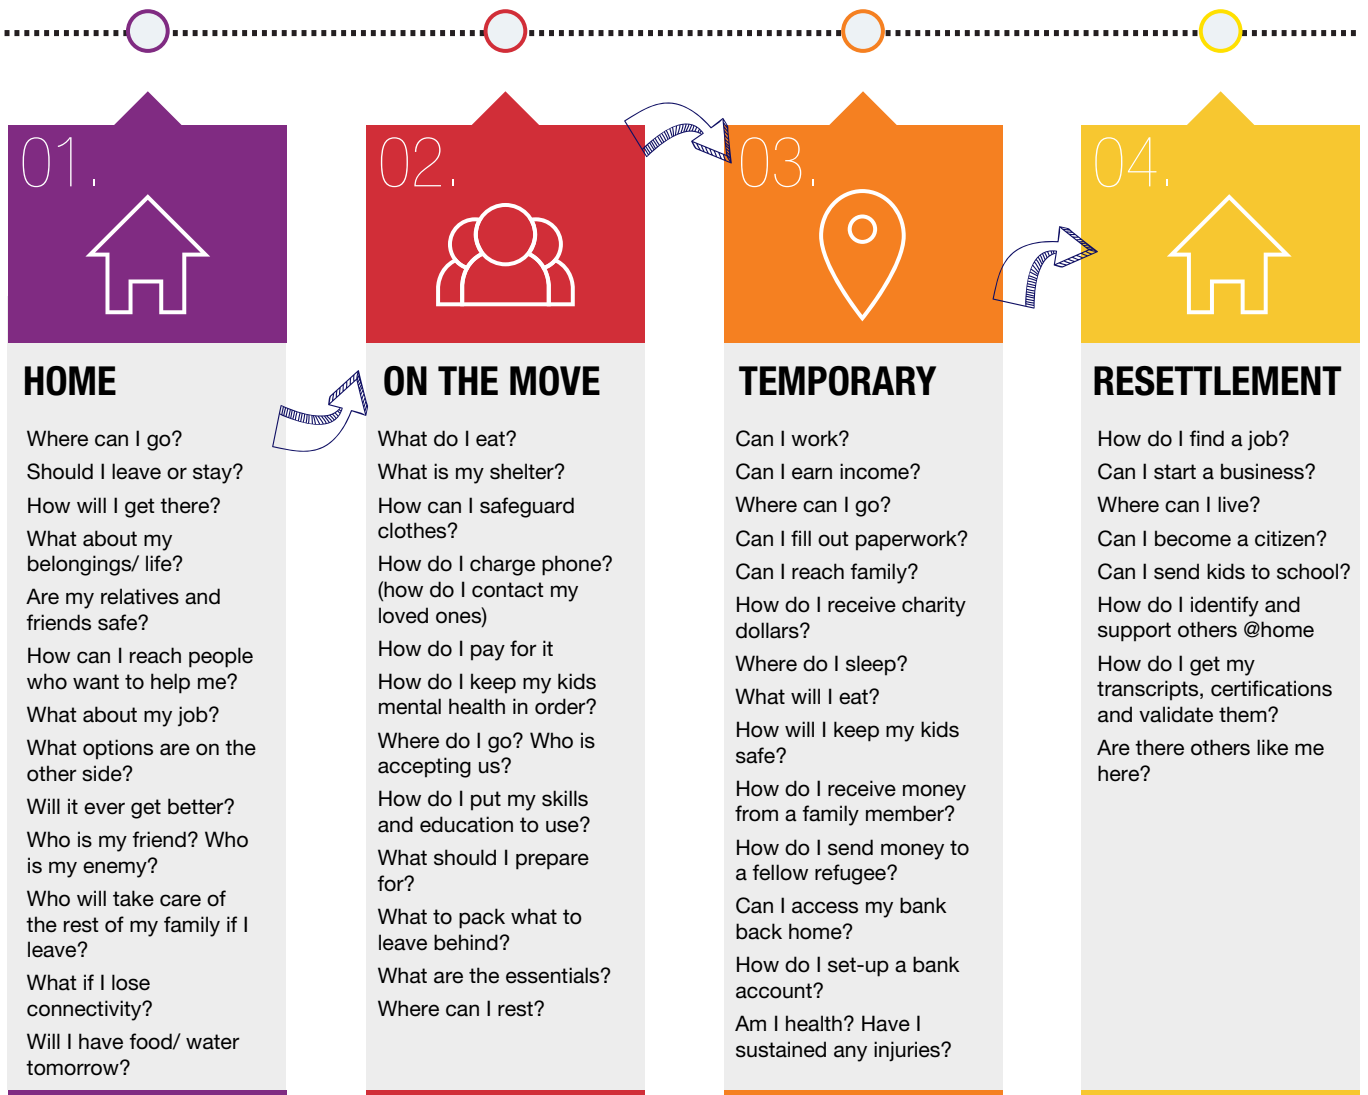 01.
HOME
Where can I go?
Should I leave or stay?
How will I get there?
What about my
belongings/ life?
Are my relatives and
friends safe?
How can I reach people
who want to help me?
What about my job?
What options are on the
other side?
Will it ever get better?
Who is my friend? Who
is my enemy?
Who will take care of
the rest of my family if I
leave?
What if I lose
connectivity?
Will I have food/ water
tomorrow?
02.
ON THE MOVE
What do I eat?
What is my shelter?
How can I safeguard
clothes?
How do I charge phone?
(how do I contact my
loved ones)
How do I pay for it
How do I keep my kids
mental health in order?
Where do I go? Who is
accepting us?
How do I put my skills
and education to use?
What should I prepare
for?
What to pack what to
leave behind?
What are the essentials?
Where can I rest?
03.
TEMPORARY
Can I work?
Can I earn income?
Where can I go?
Can I fill out paperwork?
Can I reach family?
How do I receive charity
dollars?
Where do I sleep?
What will I eat?
How will I keep my kids
safe?
How do I receive money
from a family member?
How do I send money to
a fellow refugee?
Can I access my bank
back home?
How do I set-up a bank
account?
Am I health? Have I
sustained any injuries?
04.
RESETTLEMENT
How do I find a job?
Can I start a business?
Where can I live?
Can I become a citizen?
Can I send kids to school?
How do I identify and
support others @home
How do I get my
transcripts, certifications
and validate them?
Are there others like me
here?